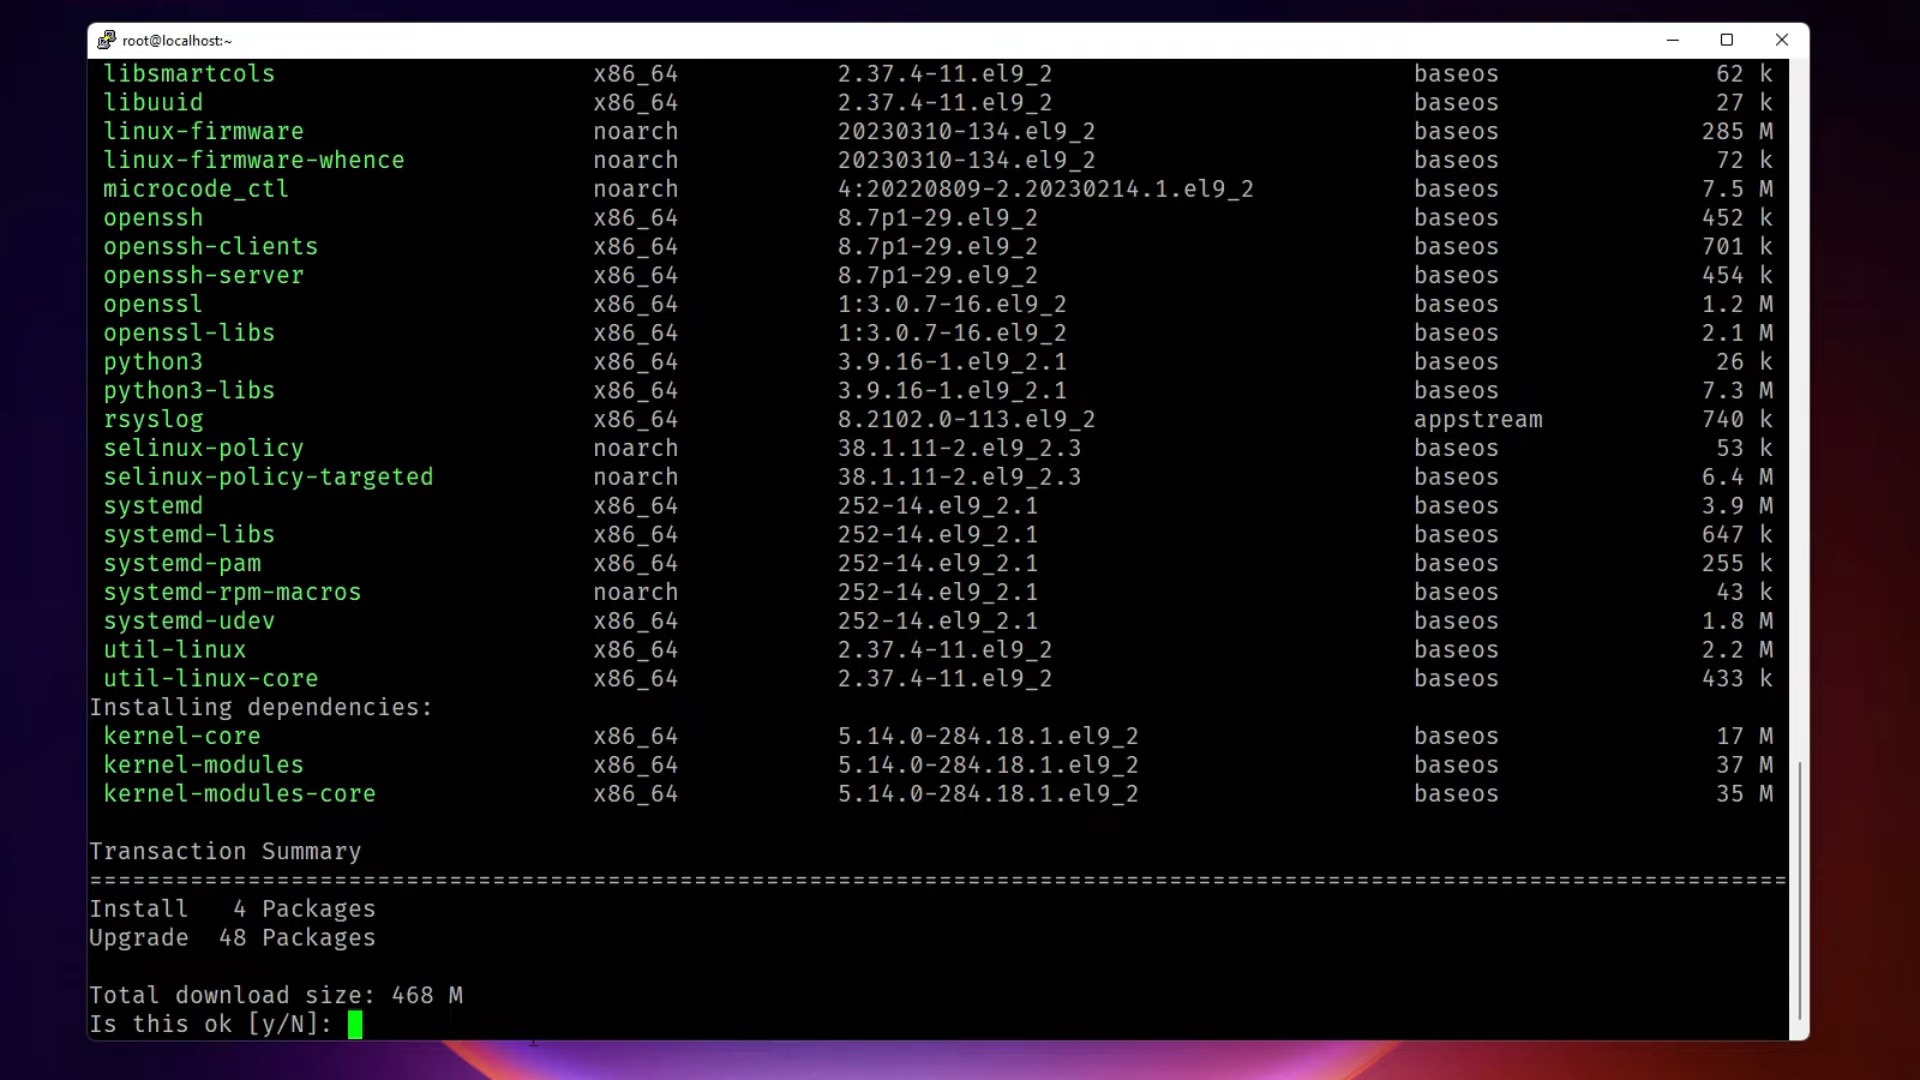 root@localhost:~
libsmartcols x86_64 2.37.4-11.el9_2 baseos 62 k
libuuid x86_64 2.37.4-11.el9_2 baseos 27 k
linux-firmware noarch 20230310-134.el9_2 baseos 285 M
linux-firmware-whence noarch 20230310-134.el9_2 baseos 72 k
microcode_ctl noarch 4:20220809-2.20230214.1.el9_2 baseos 7.5 M
openssh x86_64 8.7p1-29.el9_2 baseos 452 k
openssh-clients x86_64 8.7p1-29.el9_2 baseos 701 k
openssh-server x86_64 8.7p1-29.el9_2 baseos 454 k
openssl x86_64 1:3.0.7-16.el9_2 baseos 1.2 M
openssl-libs x86_64 1:3.0.7-16.el9_2 baseos 2.1 M
python3 x86_64 3.9.16-1.el9_2.1 baseos 26 k
python3-libs x86_64 3.9.16-1.el9_2.1 baseos 7.3 M
rsyslog x86_64 8.2102.0-113.el9_2 appstream 740 k
selinux-policy noarch 38.1.11-2.el9_2.3 baseos 53 k
selinux-policy-targeted noarch 38.1.11-2.el9_2.3 baseos 6.4 M
systemd x86_64 252-14.el9_2.1 baseos 3.9 M
systemd-libs x86_64 252-14.el9_2.1 baseos 647 k
systemd-pam x86_64 252-14.el9_2.1 baseos 255 k
systemd-rpm-macros noarch 252-14.el9_2.1 baseos 43 k
systemd-udev x86_64 252-14.el9_2.1 baseos 1.8 M
util-linux x86_64 2.37.4-11.el9_2 baseos 2.2 M
util-linux-core x86_64 2.37.4-11.el9_2 baseos 433 k
Installing dependencies:
kernel-core x86_64 5.14.0-284.18.1.el9_2 baseos 17 M
kernel-modules x86_64 5.14.0-284.18.1.el9_2 baseos 37 M
kernel-modules-core x86_64 5.14.0-284.18.1.el9_2 baseos 35 M
Transaction Summary
================================================================================
Install 4 Packages
Upgrade 48 Packages
Total download size: 468 M
Is this ok [y/N]: